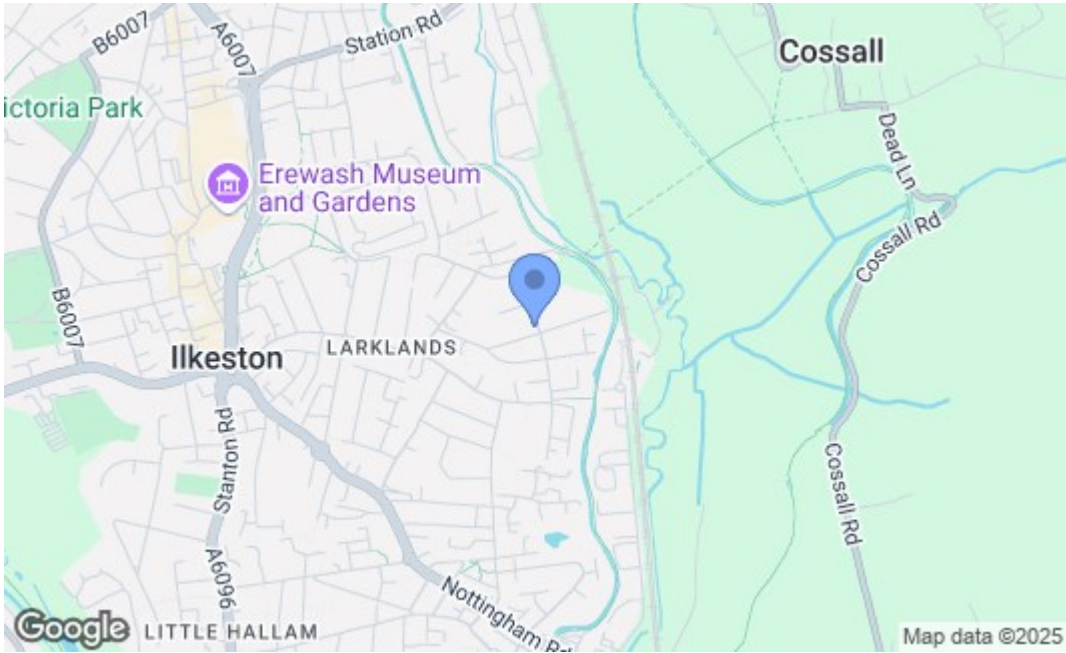 B6007
A6007
Station Rd
Cossall
ictoria Park
Erewash Museum
and Gardens
Dead Ln
Cossall Rd
B6007
Ilkeston
LARKLANDS
Stanton Rd
Cossall Rd
A6096
Nottingham Rd
Google
LITTLE HALLAM
Map data ©2025